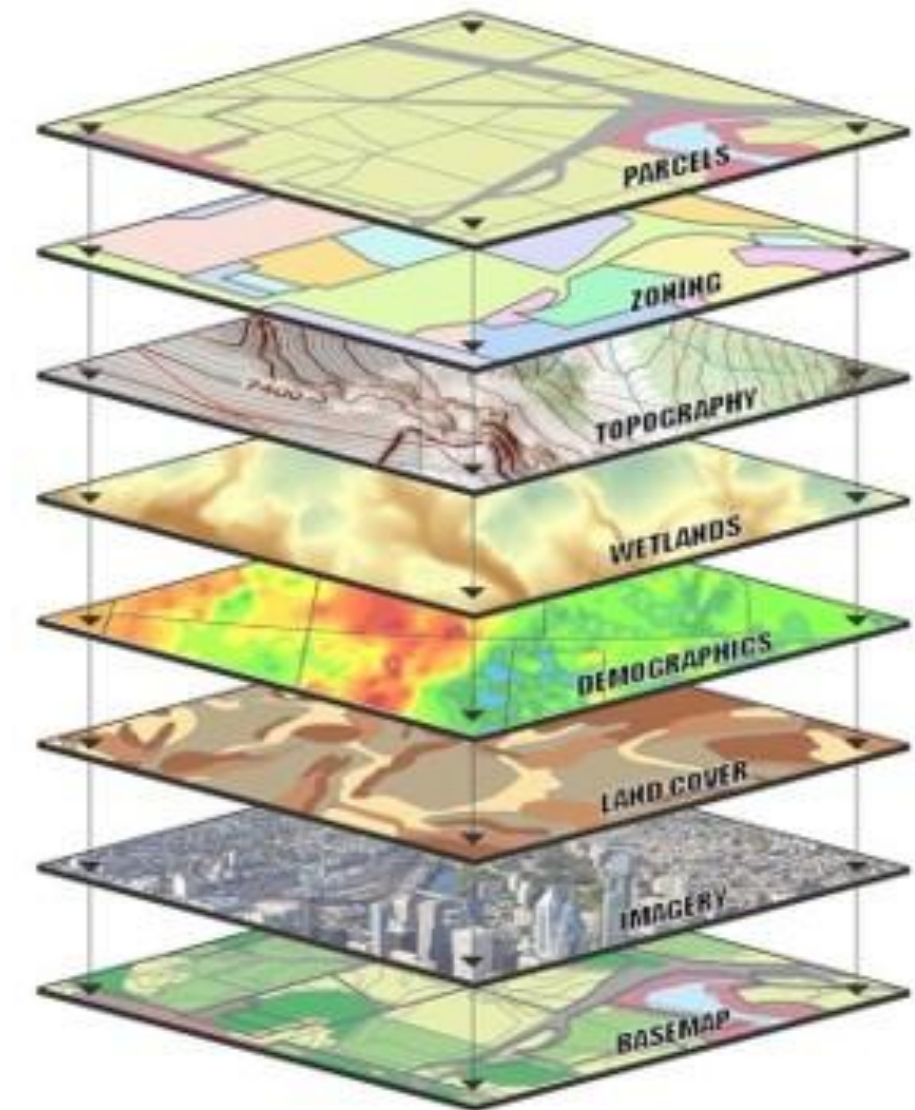 PARCELS
ZONING
TOPOGRAPHY
WETLANDS
DEMOGRAPHICS
LAND COVER
IMAGERY
BASEMAP